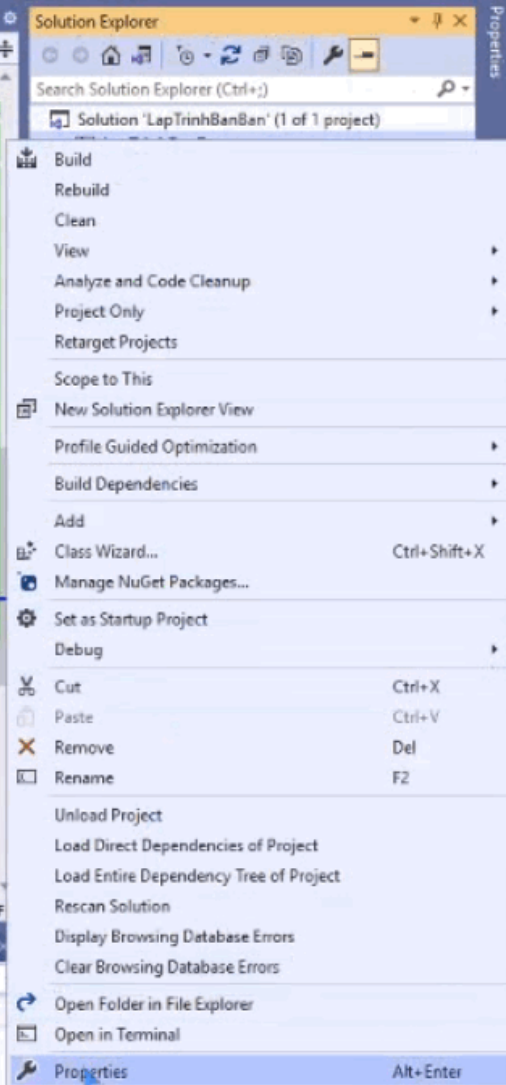 Solution Explorer
Properties
Search Solution Explorer (Ctrl+;)
Solution 'LapTrinhBanBan' (1 of 1 project)
Build
Rebuild
Clean
View
Analyze and Code Cleanup
Project Only
Retarget Projects
Scope to This
New Solution Explorer View
Profile Guided Optimization
Build Dependencies
Add
Class Wizard... Ctrl+Shift+X
Manage NuGet Packages...
Set as Startup Project
Debug
Cut Ctrl+X
Paste Ctrl+V
Remove Del
Rename F2
Unload Project
Load Direct Dependencies of Project
Load Entire Dependency Tree of Project
Rescan Solution
Display Browsing Database Errors
Clear Browsing Database Errors
Open Folder in File Explorer
Open in Terminal
Properties Alt+Enter